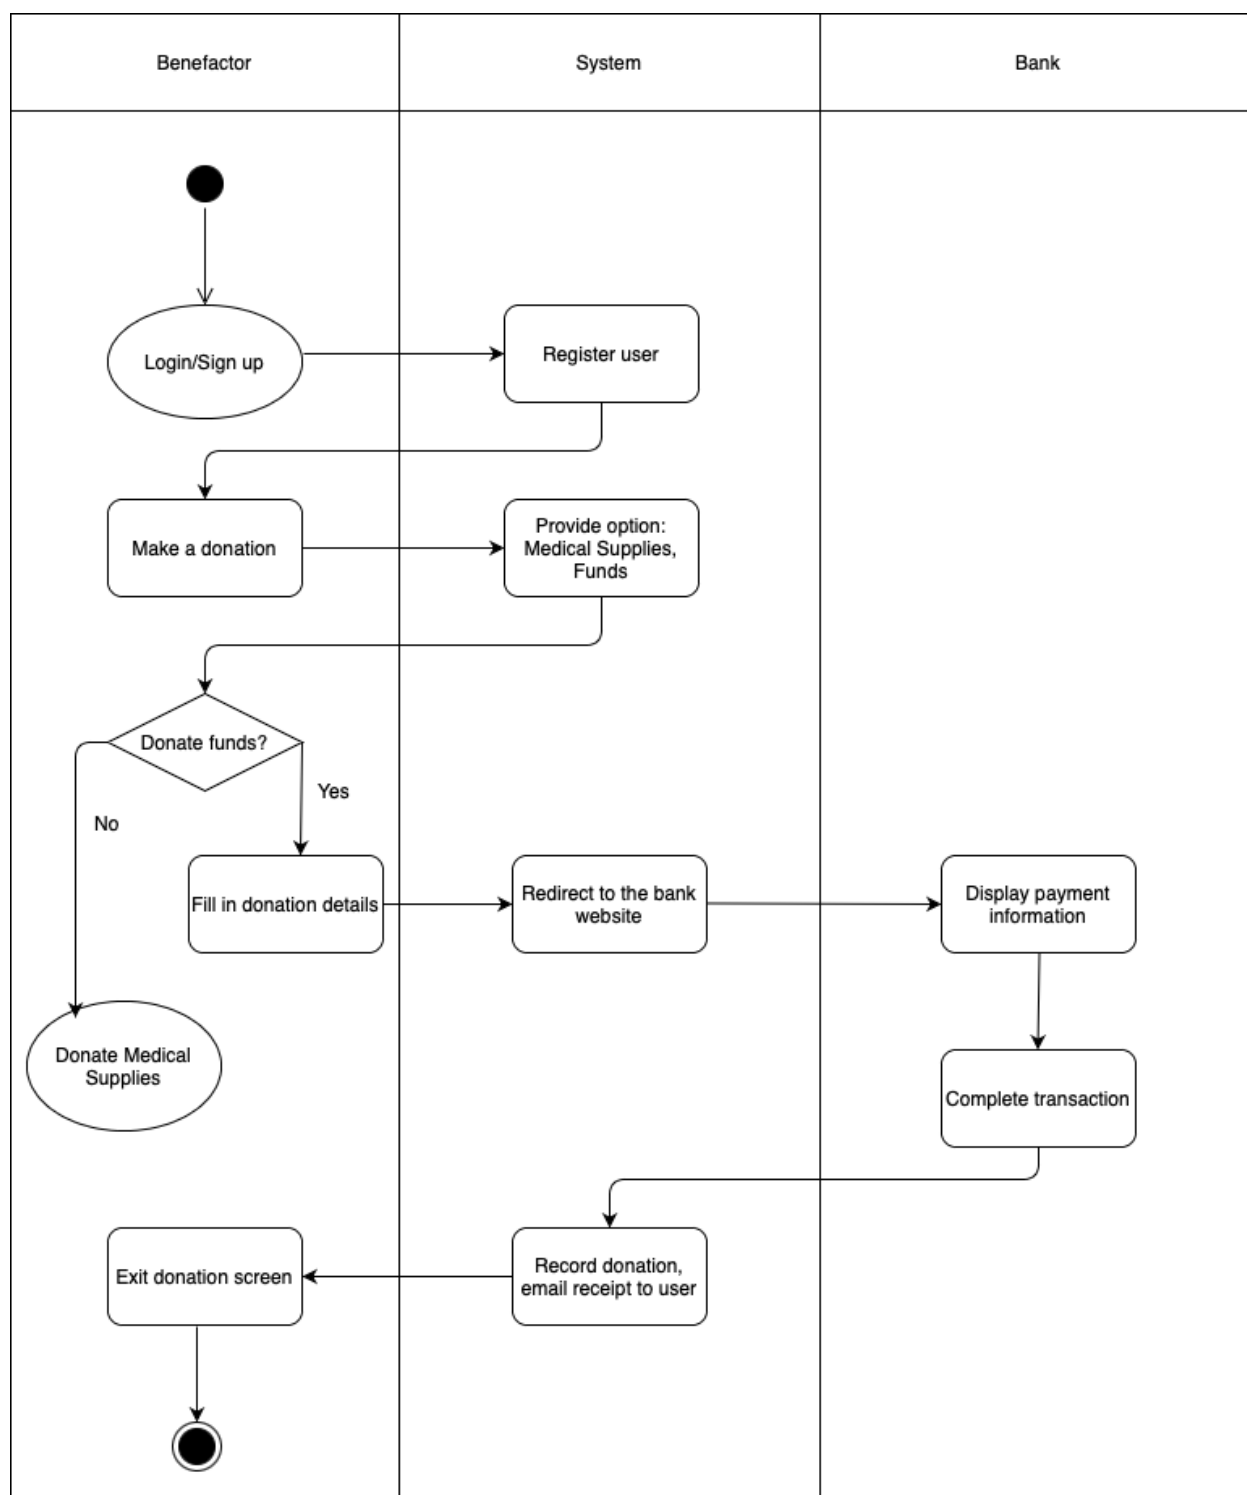 Benefactor
System
Bank
Login/Sign up
Register user
Make a donation
Provide option:
Medical Supplies,
Funds
Donate funds?
Yes
No
Fill in donation details
Redirect to the bank
website
Display payment
information
Donate Medical
Supplies
Complete transaction
Exit donation screen
Record donation,
email receipt to user